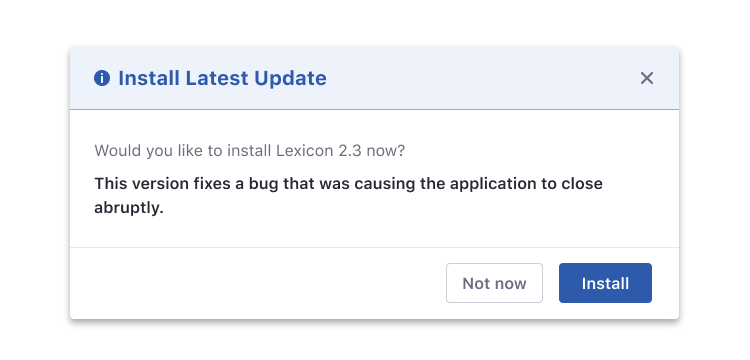 Install Latest Update
Would you like to install Lexicon 2.3 now?
This version fixes a bug that was causing the application to close
abruptly.
Not now
Install